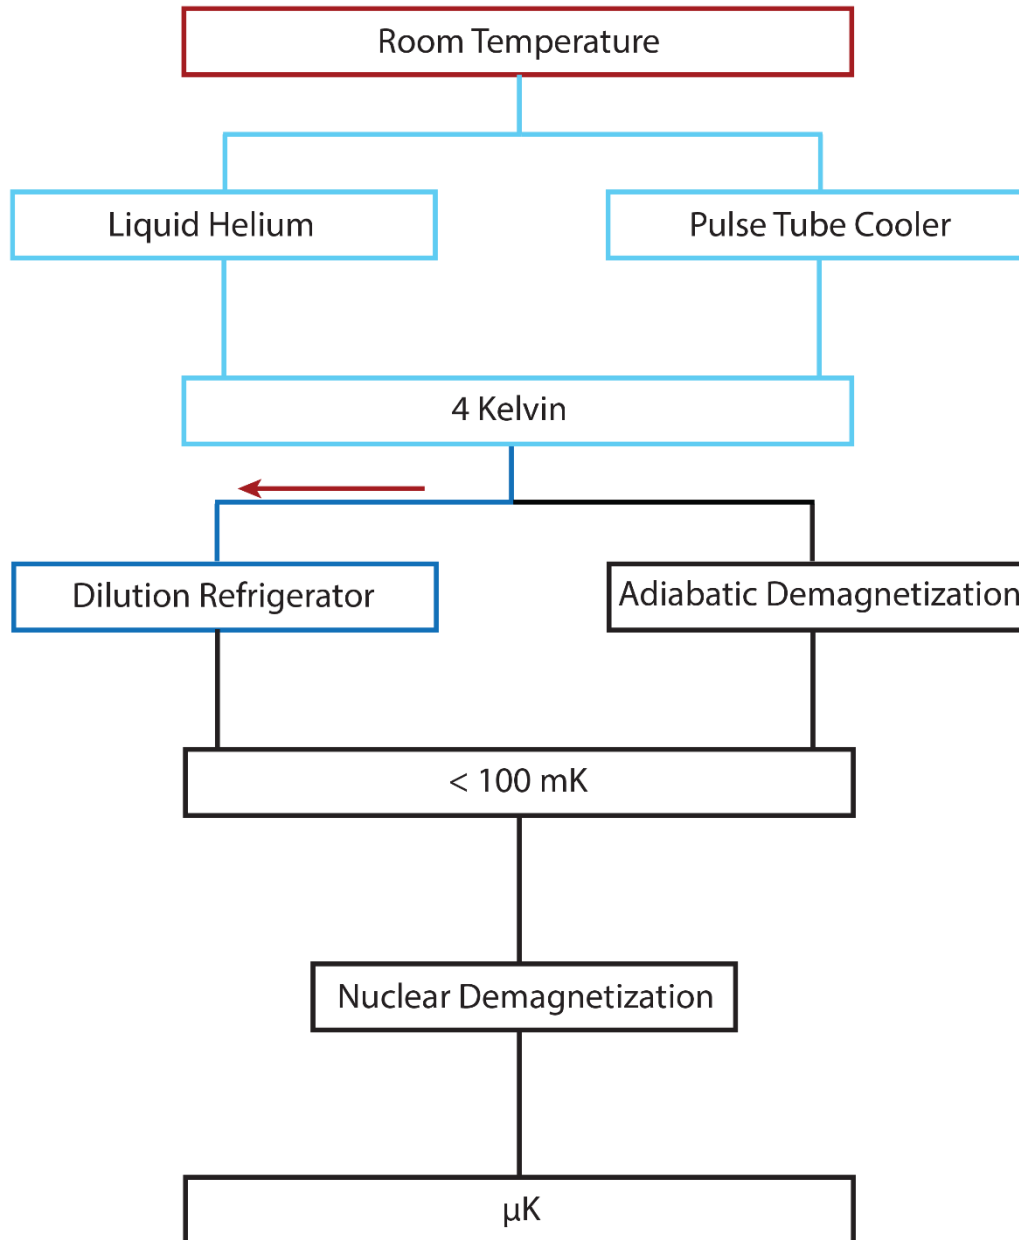 Room Temperature
Liquid Helium
Pulse Tube Cooler
4 Kelvin
Dilution Refrigerator
Adiabatic Demagnetization
< 100 mK
Nuclear Demagnetization
μK